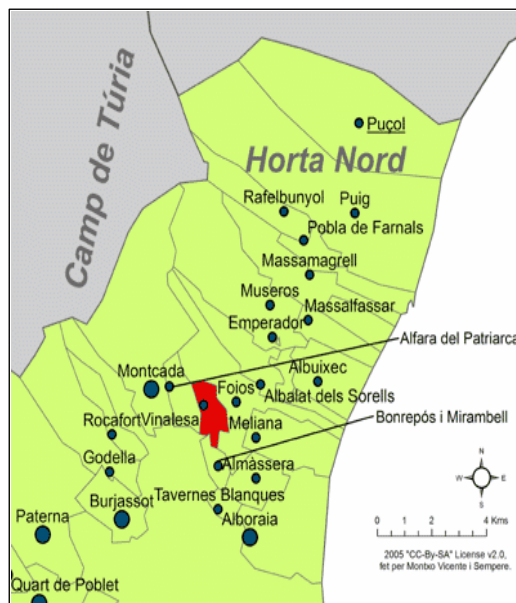 Camp de Túria
Puçol
Horta Nord
Rafelbunyol
Puig
Pobla de Farnals
Massamagrell
Museros
Massalfassar
Emperador
Alfara del Patriarca
Montcada
Albuixec
Foios
Albalat dels Sorells
Rocafort
Vinalesa
Bonrepós i Mirambell
Meliana
Godella
Almàssera
Tavernes Blanques
Burjassot
Alboraia
Paterna
Quart de Poblet
N
W
E
S
0 2 4 Kms
2005 "CC-By-SA" License v2.0,
fet per Montxo Vicente i Sempere.